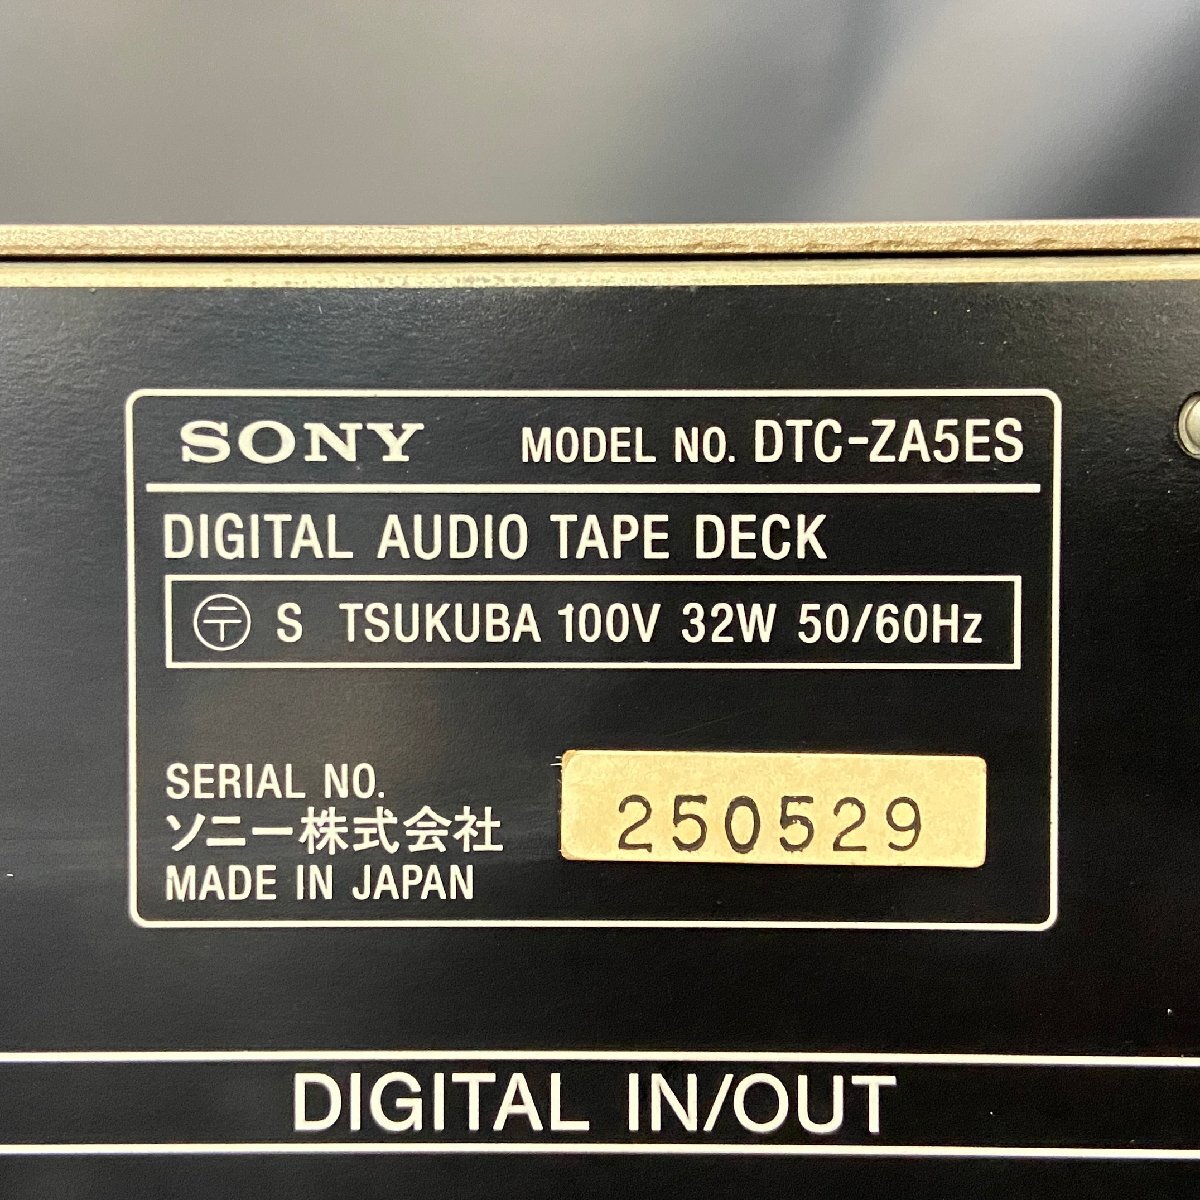 SONY MODEL NO. DTC-ZA5ES
DIGITAL AUDIO TAPE DECK
〶 S TSUKUBA 100V 32W 50/60Hz
SERIAL NO. 250529
ソニー株式会社
MADE IN JAPAN
DIGITAL IN/OUT